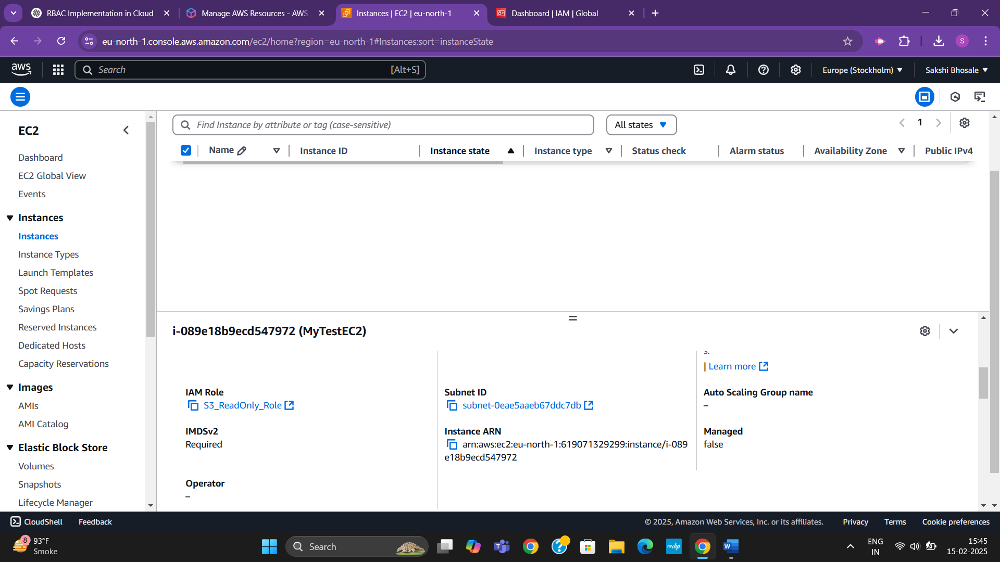 RBAC Implementation in Cloud
Manage AWS Resources - AWS
Instances | EC2 | eu-north-1
Dashboard | IAM | Global
eu-north-1.console.aws.amazon.com/ec2/home?region=eu-north-1#Instances:sort=instanceState
S
aws
Search
[Alt+S]
Europe (Stockholm)
Sakshi Bhosale
EC2
Dashboard
EC2 Global View
Events
Instances
Instances
Instance Types
Launch Templates
Spot Requests
Savings Plans
Reserved Instances
Dedicated Hosts
Capacity Reservations
Images
AMIs
AMI Catalog
Elastic Block Store
Volumes
Snapshots
Lifecycle Manager
Find Instance by attribute or tag (case-sensitive)
All states
1
Name
Instance ID
Instance state
Instance type
Status check
Alarm status
Availability Zone
Public IPv4
i-089e18b9ecd547972 (MyTestEC2)
s.
| Learn more
IAM Role
S3_ReadOnly_Role
Subnet ID
subnet-0eae5aaeb67ddc7db
Auto Scaling Group name
–
IMDSv2
Required
Instance ARN
arn:aws:ec2:eu-north-1:619071329299:instance/i-089
e18b9ecd547972
Managed
false
Operator
–
CloudShell
Feedback
© 2025, Amazon Web Services, Inc. or its affiliates.
Privacy
Terms
Cookie preferences
8
93°F
Smoke
Search
myhp
W
ENG
IN
15:45
15-02-2025